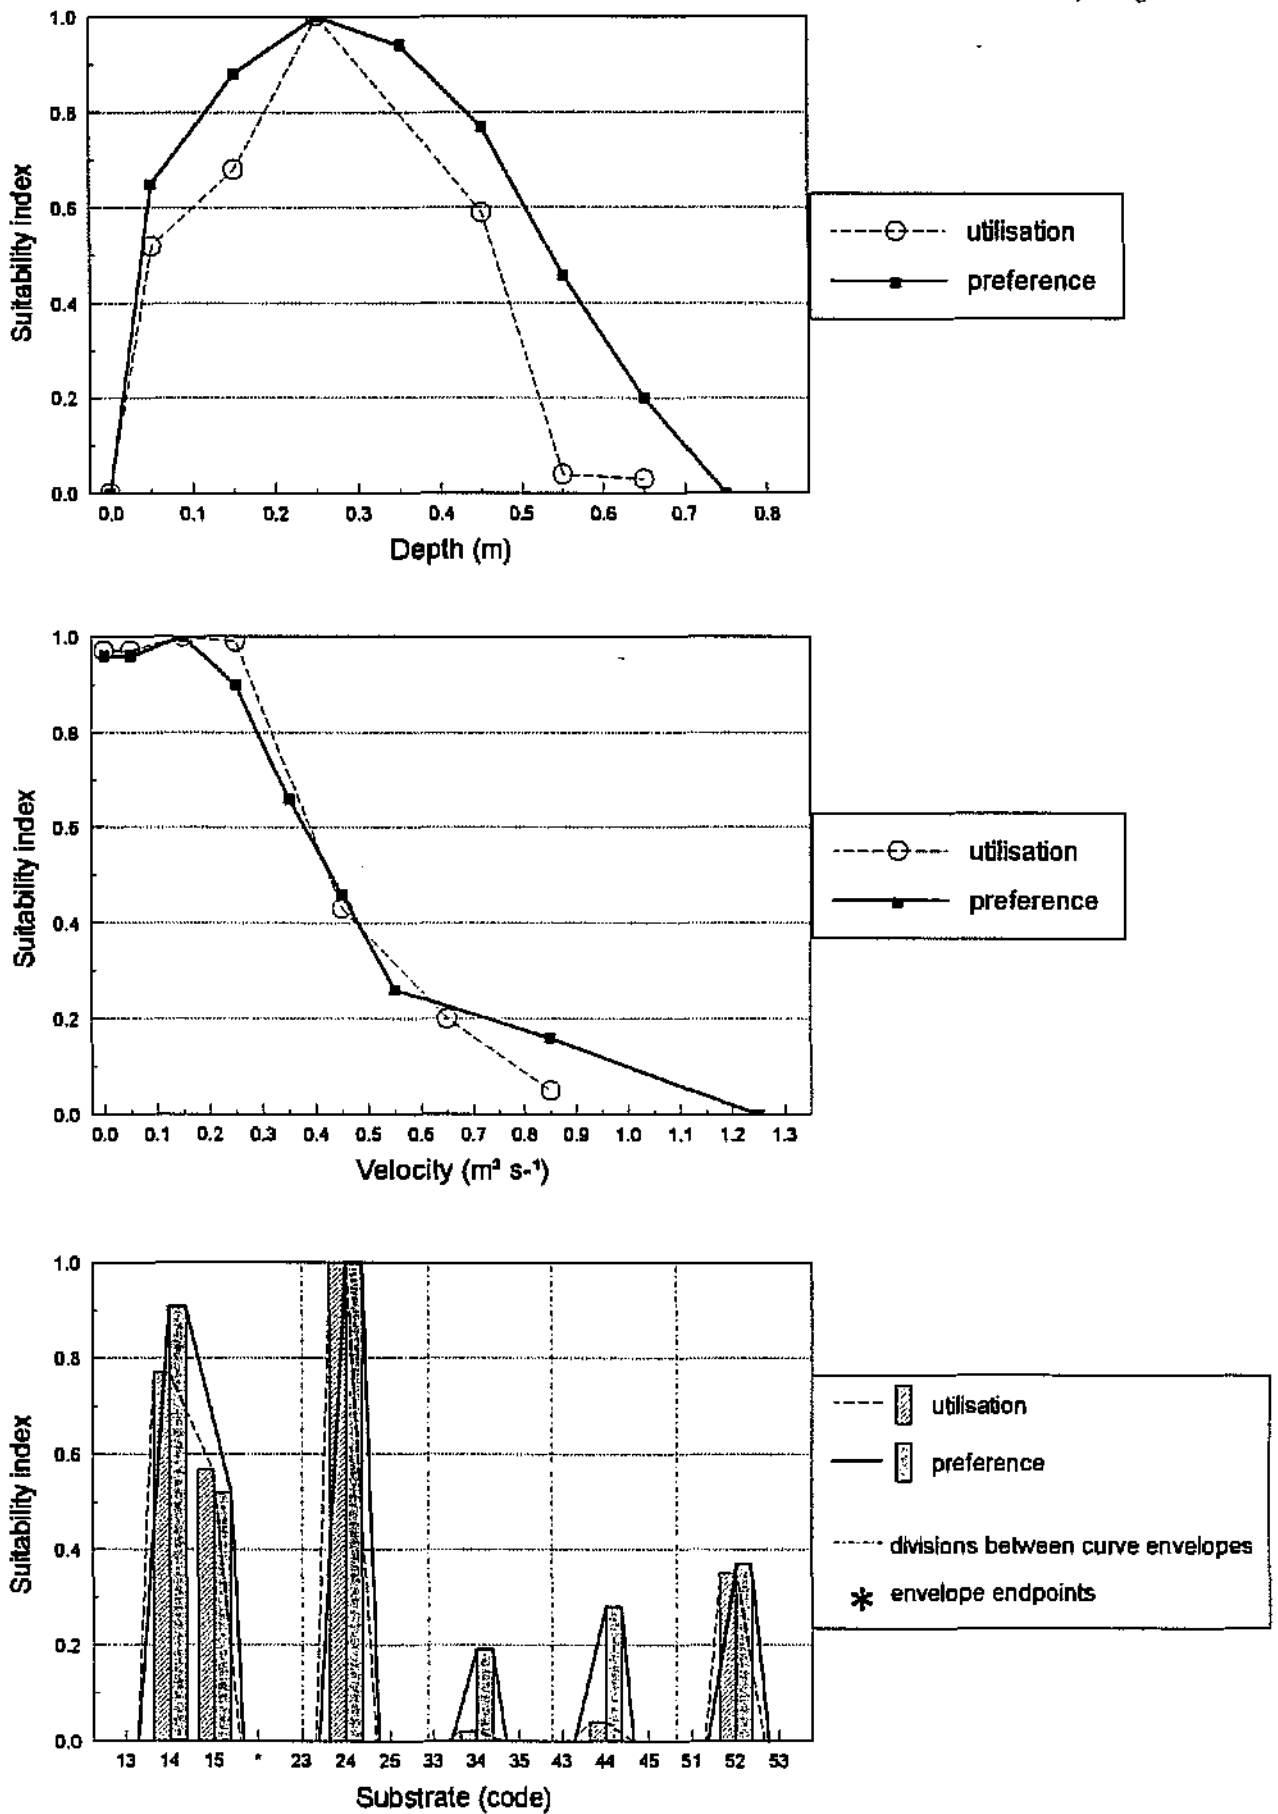 1.0
0.8
0.6
0.4
0.2
0.0
Suitability index
0.0 0.1 0.2 0.3 0.4 0.5 0.6 0.7 0.8
Depth (m)
utilisation
preference
1.0
0.8
0.6
0.4
0.2
0.0
Suitability index
0.0 0.1 0.2 0.3 0.4 0.5 0.6 0.7 0.8 0.9 1.0 1.1 1.2 1.3
Velocity (m³ s-¹)
utilisation
preference
1.0
0.8
0.6
0.4
0.2
0.0
Suitability index
13 14 15 * 23 24 25 33 34 35 43 44 45 51 52 53
Substrate (code)
utilisation
preference
divisions between curve envelopes
* envelope endpoints